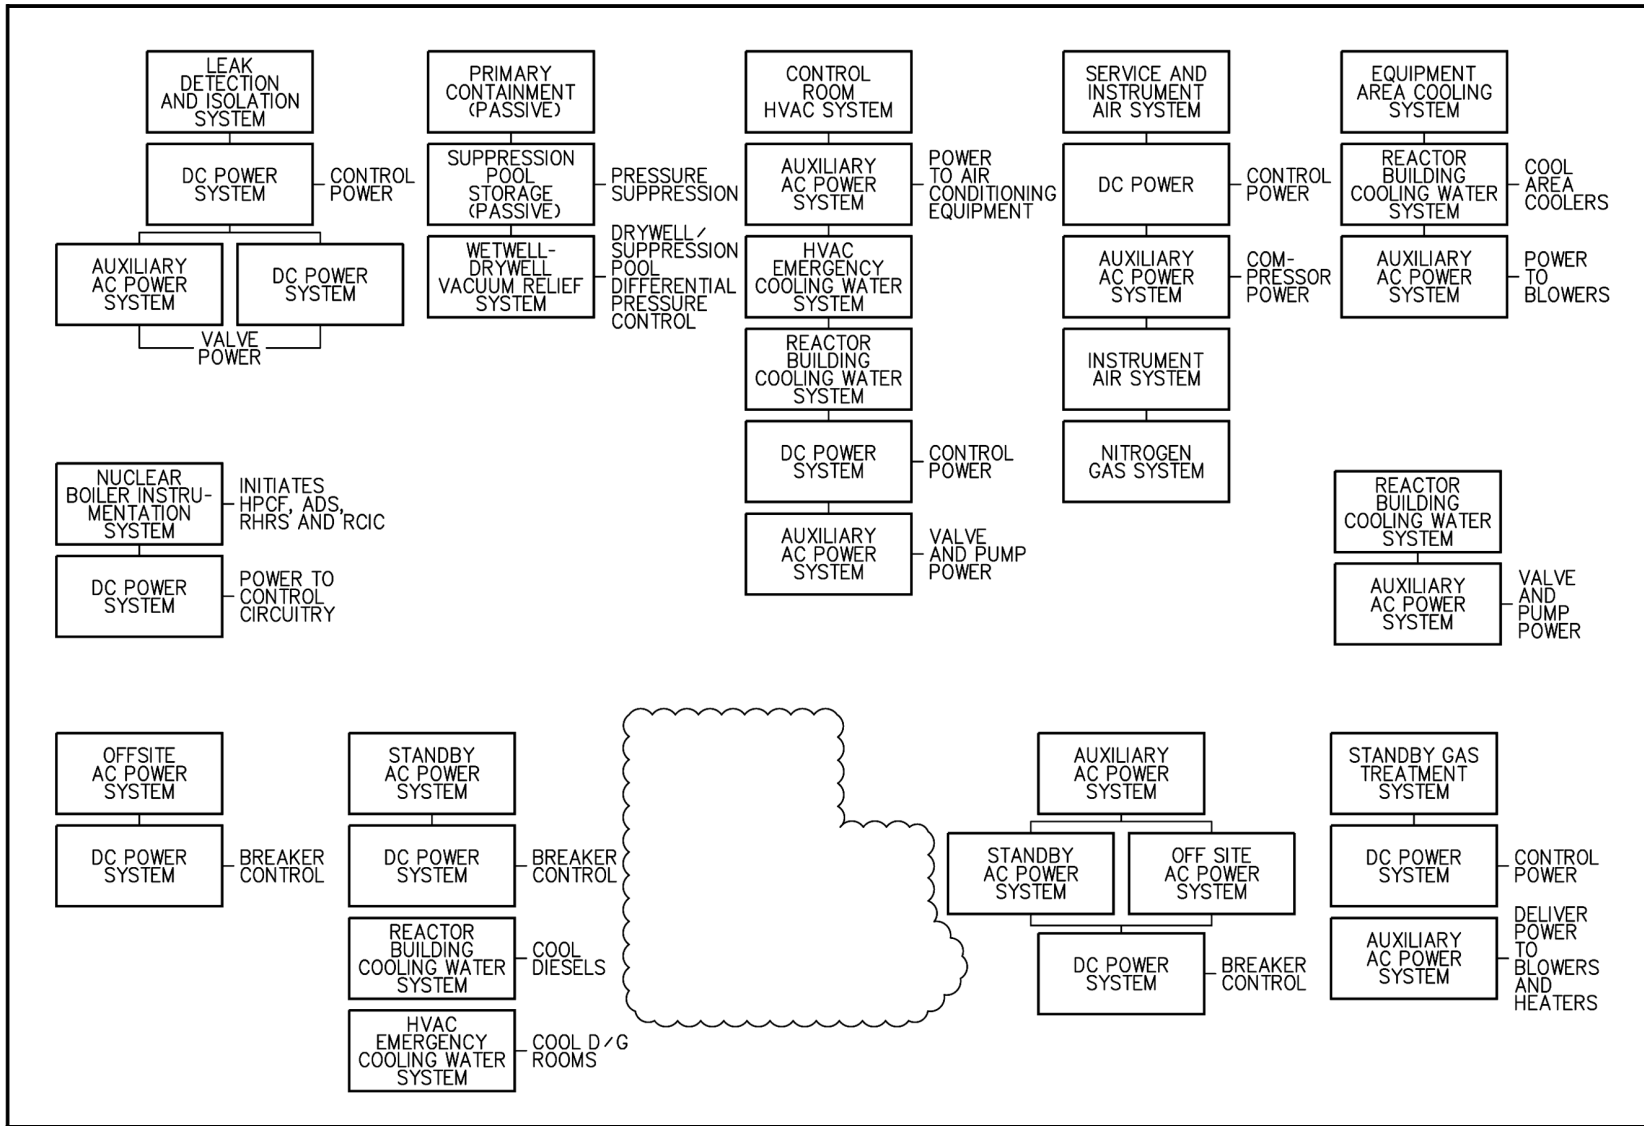 LEAK
DETECTION
AND ISOLATION
SYSTEM
DC POWER
SYSTEM
CONTROL
POWER
AUXILIARY
AC POWER
SYSTEM
DC POWER
SYSTEM
VALVE
POWER
PRIMARY
CONTAINMENT
(PASSIVE)
SUPPRESSION
POOL
STORAGE
(PASSIVE)
PRESSURE
SUPPRESSION
WETWELL-
DRYWELL
VACUUM RELIEF
SYSTEM
DRYWELL/
SUPPRESSION
POOL
DIFFERENTIAL
PRESSURE
CONTROL
CONTROL
ROOM
HVAC SYSTEM
AUXILIARY
AC POWER
SYSTEM
POWER
TO AIR
CONDITIONING
EQUIPMENT
HVAC
EMERGENCY
COOLING WATER
SYSTEM
REACTOR
BUILDING
COOLING WATER
SYSTEM
DC POWER
SYSTEM
CONTROL
POWER
AUXILIARY
AC POWER
SYSTEM
VALVE
AND PUMP
POWER
SERVICE AND
INSTRUMENT
AIR SYSTEM
DC POWER
CONTROL
POWER
AUXILIARY
AC POWER
SYSTEM
COM-
PRESSOR
POWER
INSTRUMENT
AIR SYSTEM
NITROGEN
GAS SYSTEM
EQUIPMENT
AREA COOLING
SYSTEM
REACTOR
BUILDING
COOLING WATER
SYSTEM
COOL
AREA
COOLERS
AUXILIARY
AC POWER
SYSTEM
POWER
TO
BLOWERS
NUCLEAR
BOILER INSTRU-
MENTATION
SYSTEM
INITIATES
HPCF, ADS,
RHRS AND RCIC
DC POWER
SYSTEM
POWER TO
CONTROL
CIRCUITRY
REACTOR
BUILDING
COOLING WATER
SYSTEM
AUXILIARY
AC POWER
SYSTEM
VALVE
AND
PUMP
POWER
OFFSITE
AC POWER
SYSTEM
DC POWER
SYSTEM
BREAKER
CONTROL
STANDBY
AC POWER
SYSTEM
DC POWER
SYSTEM
BREAKER
CONTROL
REACTOR
BUILDING
COOLING WATER
SYSTEM
COOL
DIESELS
HVAC
EMERGENCY
COOLING WATER
SYSTEM
COOL D/G
ROOMS
AUXILIARY
AC POWER
SYSTEM
STANDBY
AC POWER
SYSTEM
OFF SITE
AC POWER
SYSTEM
DC POWER
SYSTEM
BREAKER
CONTROL
STANDBY GAS
TREATMENT
SYSTEM
DC POWER
SYSTEM
CONTROL
POWER
AUXILIARY
AC POWER
SYSTEM
DELIVER
POWER
TO
BLOWERS
AND
HEATERS